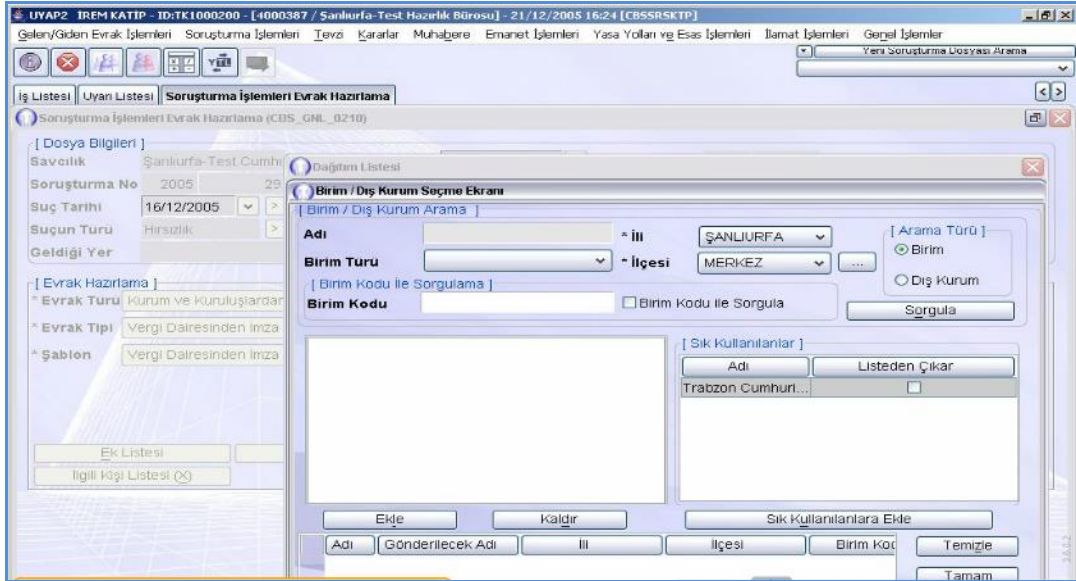 UYAP2 İREM KATİP - ID:TK1000200 - [4000387 / Şanlıurfa-Test Hazırlık Bürosu] - 21/12/2005 16:24 [CBSSRSKTP]
Gelen/Giden Evrak İşlemleri Soruşturma İşlemleri Tevzi Kararlar Muhabere Emanet İşlemleri Yasa Yolları ve Esas İşlemleri İlamat İşlemleri Genel İşlemler
Yeni Soruşturma Dosyası Arama
İş Listesi Uyarı Listesi Soruşturma İşlemleri Evrak Hazırlama
Soruşturma İşlemleri Evrak Hazırlama (CBS_GNL_0210)
[ Dosya Bilgileri ]
Savcılık Şanlıurfa-Test Cumhu
Soruşturma No 2005 29
Suç Tarihi 16/12/2005
Suçun Türü Hırsızlık
Geldiği Yer
[ Evrak Hazırlama ]
* Evrak Türü Kurum ve Kuruluşlardan
* Evrak Tipi Vergi Dairesinden İmza
* Şablon Vergi Dairesinden İmza
Ek Listesi
İlgili Kişi Listesi (X)
Dağıtım Listesi
Birim / Dış Kurum Seçme Ekranı
[ Birim / Dış Kurum Arama ]
Adı * İli ŞANLIURFA
Birim Türü * İlçesi MERKEZ ...
[ Arama Türü ]
Birim
Dış Kurum
[ Birim Kodu İle Sorgulama ]
Birim Kodu Birim Kodu İle Sorgula
Sorgula
[ Sık Kullanılanlar ]
Adı Listeden Çıkar
Trabzon Cumhuri...
Ekle Kaldır Sık Kullanılanlara Ekle
Adı Gönderilecek Adı İli İlçesi Birim Kod
Temizle
Tamam